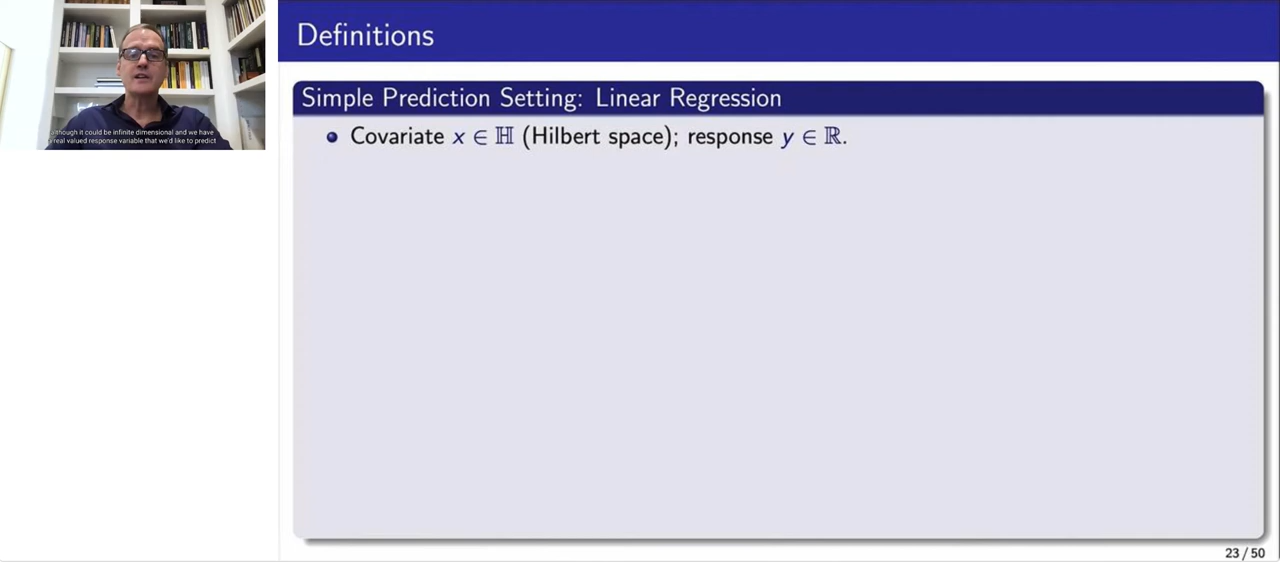 although it could be infinite dimensional and we have
real valued response variable that we'd like to predict
Definitions
Simple Prediction Setting: Linear Regression
Covariate x ∈ ℍ (Hilbert space); response y ∈ ℝ.
23 / 50